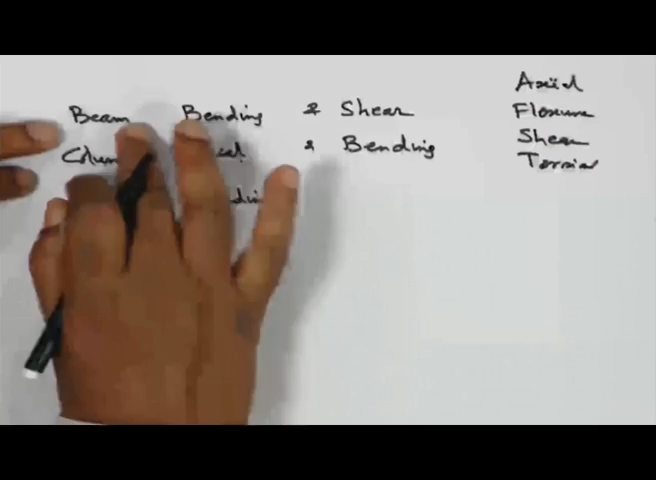 Beam Bending & Shear
& Bending
Axial
Flexure
Shear
Torsion